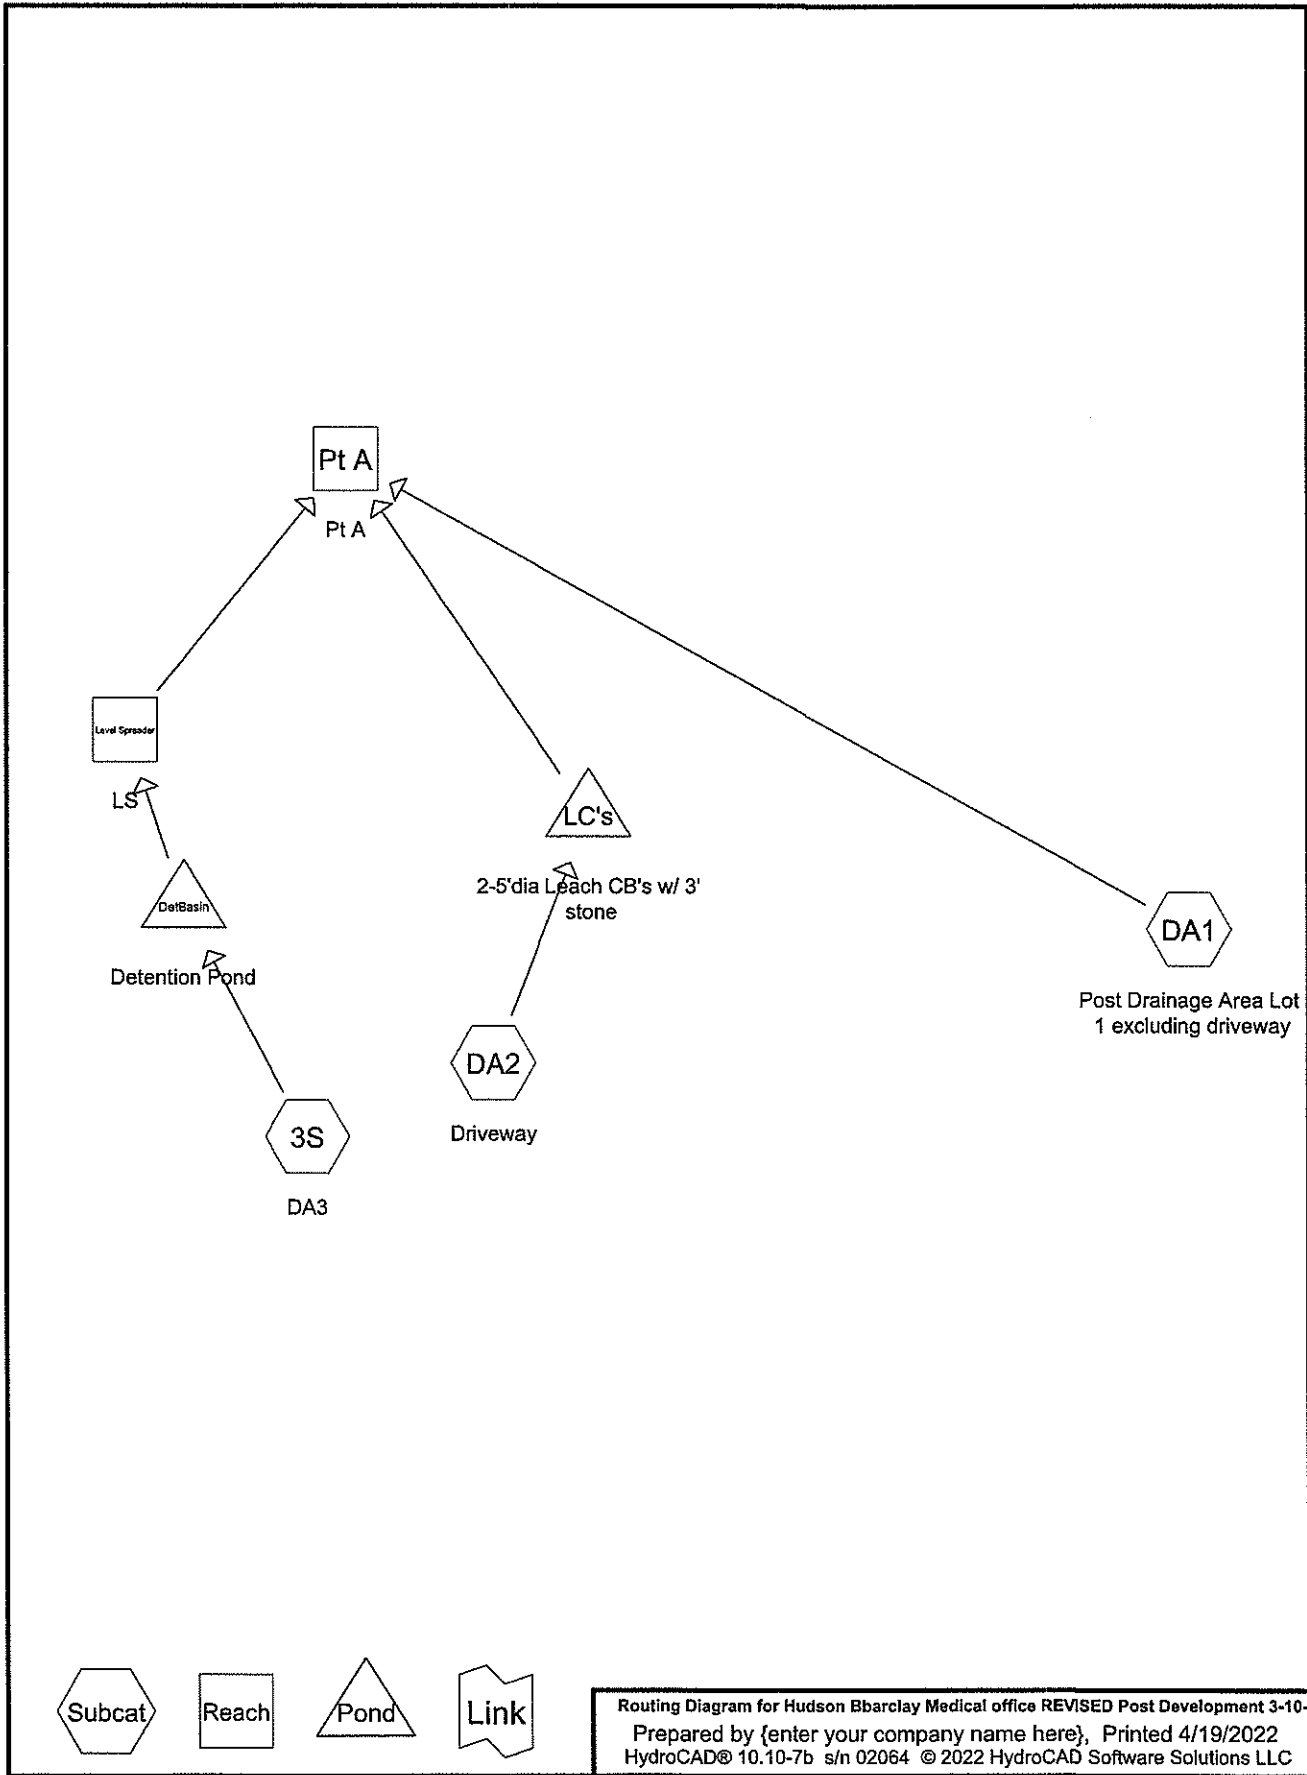 Pt A
Pt A
Level Spreader
LS
LC's
2-5'dia Leach CB's w/ 3'
stone
DetBasin
Detention Pond
DA1
Post Drainage Area Lot
1 excluding driveway
DA2
Driveway
3S
DA3
Subcat
Reach
Pond
Link
Routing Diagram for Hudson Bbarclay Medical office REVISED Post Development 3-10-
Prepared by {enter your company name here}, Printed 4/19/2022
HydroCAD® 10.10-7b s/n 02064 © 2022 HydroCAD Software Solutions LLC